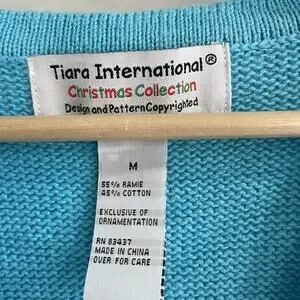 Tiara International®
Christmas Collection
Design and Pattern Copyrighted
M
55% RAMIE
45% COTTON
EXCLUSIVE OF
ORNAMENTATION
RN 83437
MADE IN CHINA
OVER FOR CARE